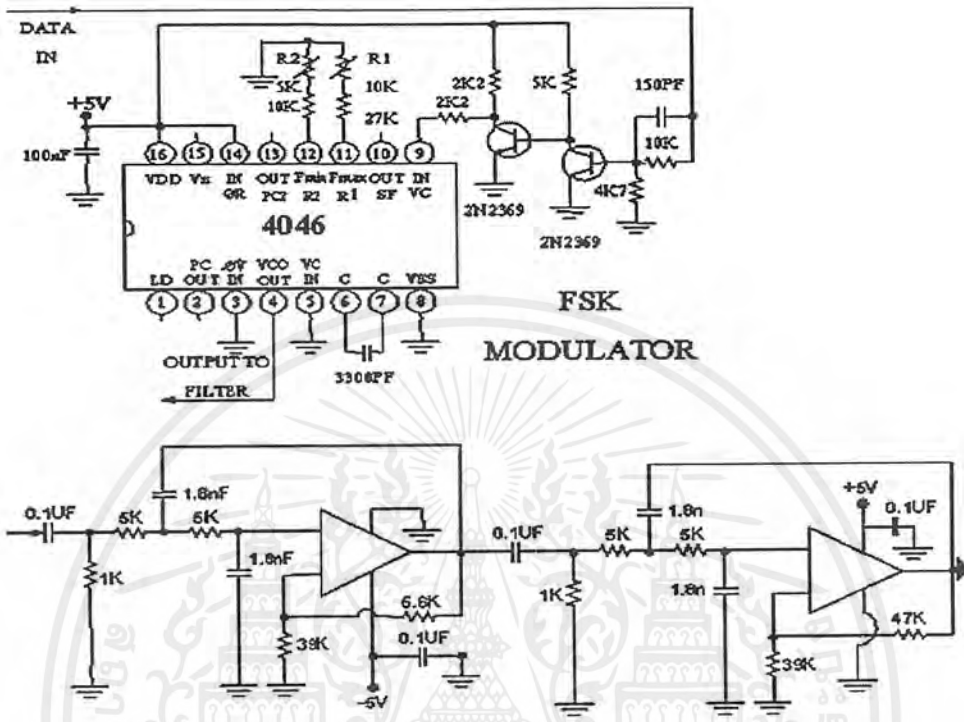 DATA
IN
+5V
100nF
R2
5K
10K
R1
10K
27K
2K2
2K2
5K
150PF
10K
4K7
2N2369
2N2369
16 15 14 13 12 11 10 9
VDD IN OUT Fmin Fmax OUT IN
PC2 R2 R1 SF VC
4046
LD PC OUT IN VCO OUT VC IN C C VSS
1 2 3 4 5 6 7 8
OUTPUT TO
FILTER
3300PF
FSK
MODULATOR
0.1UF
1K
5K
1.8nF
5K
1.8nF
39K
6.8K
0.1UF
-5V
0.1UF
1K
5K
1.8n
5K
1.8n
39K
+5V
0.1UF
47K